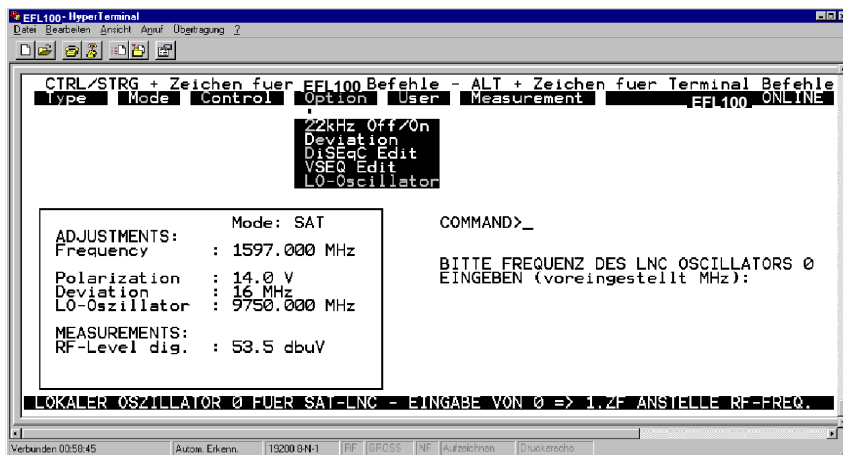 EFL100 - HyperTerminal
Datei Bearbeiten Ansicht Anruf Übertragung ?
CTRL/STRG + Zeichen fuer EFL100 Befehle - ALT + Zeichen fuer Terminal Befehle
Type Mode Control Option User Measurement EFL100 ONLINE
22kHz Off/On
Deviation
DiSEqC Edit
VSEQ Edit
LO-Oscillator
Mode: SAT
ADJUSTMENTS:
Frequency : 1597.000 MHz
Polarization : 14.0 V
Deviation : 16 MHz
LO-Oszillator : 9750.000 MHz
MEASUREMENTS:
RF-Level dig. : 53.5 dbuV
COMMAND>_
BITTE FREQUENZ DES LNC OSCILLATORS 0
EINGEBEN (voreingestellt MHz):
LOKALER OSZILLATOR 0 FUER SAT-LNC - EINGABE VON 0 => 1.ZF ANSTELLE RF-FREQ.
Verbunden 00:58:45 Autom. Erkenn. 19200 8-N-1 RF GROSS NF Aufzeichnen Druckerecho